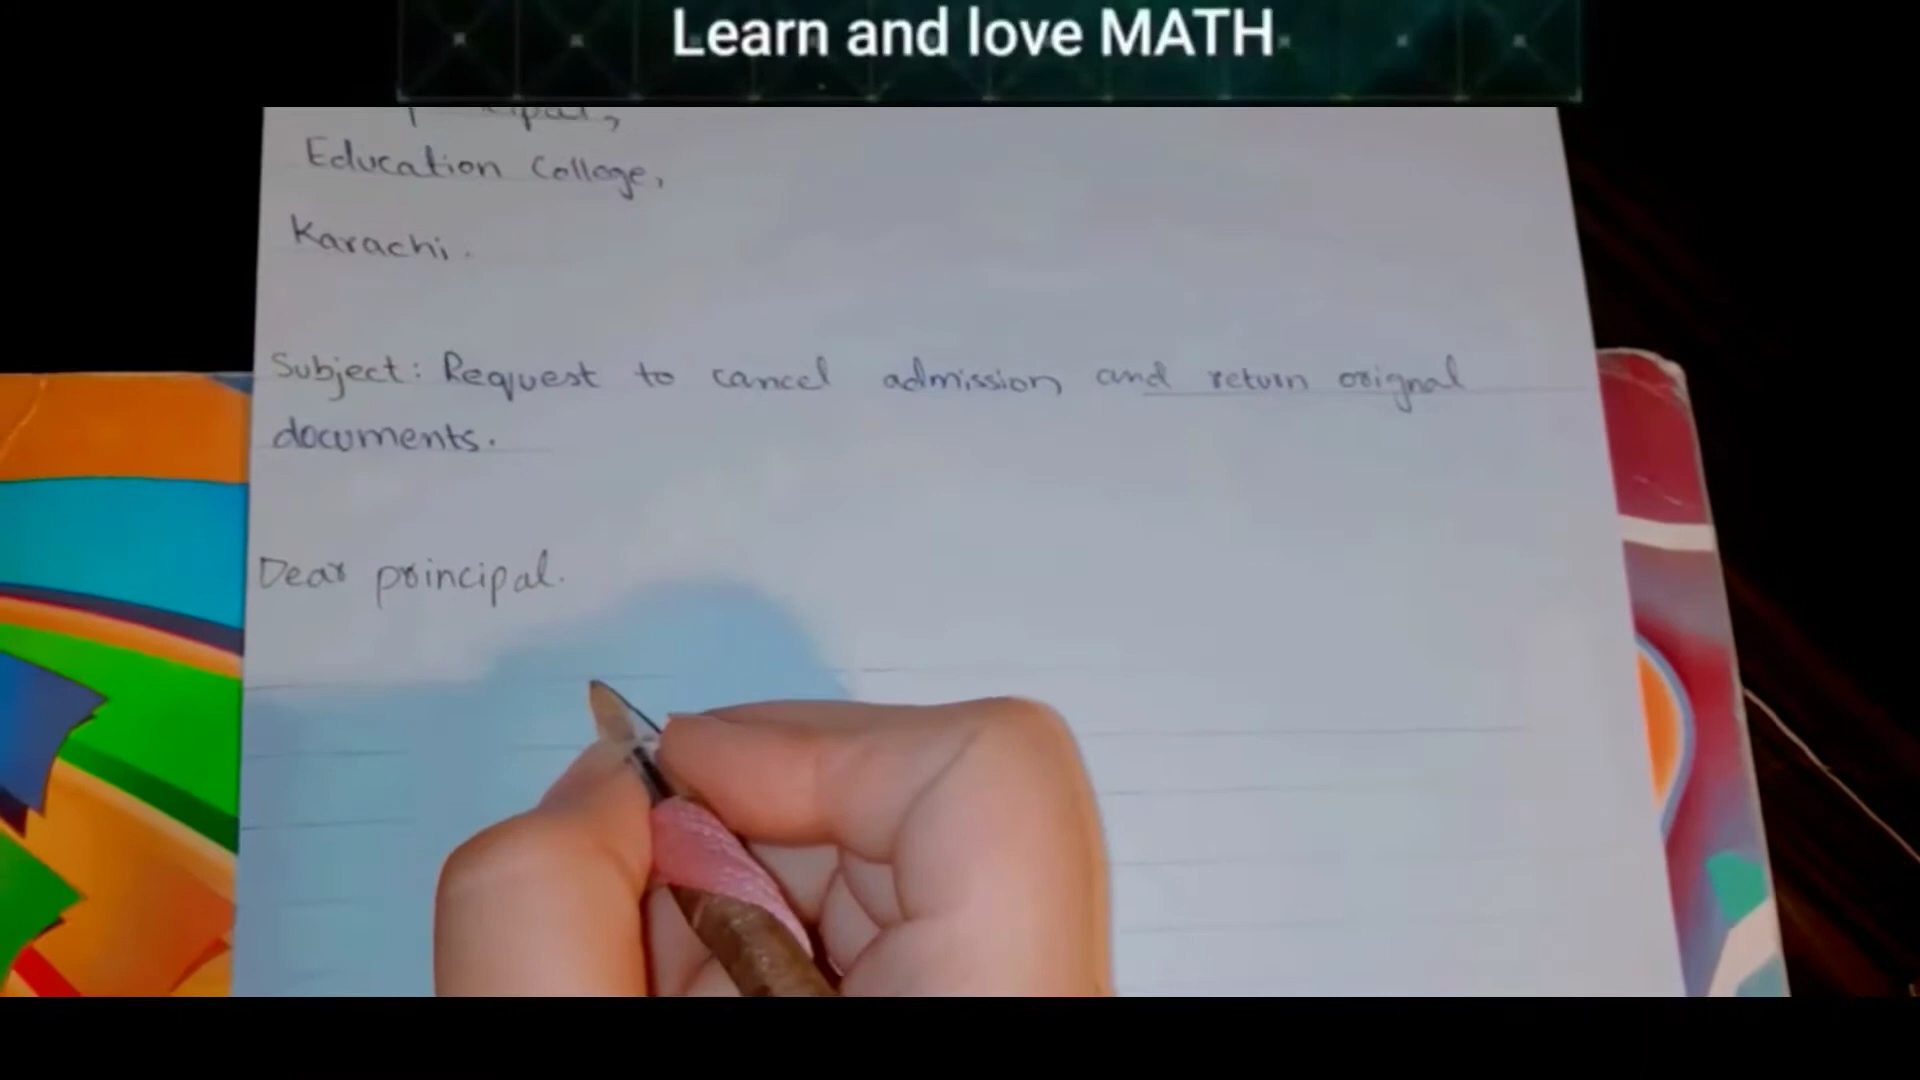 Learn and love MATH
Education College,
Karachi.
Subject: Request to cancel admission and return orignal
documents.
Dear principal.